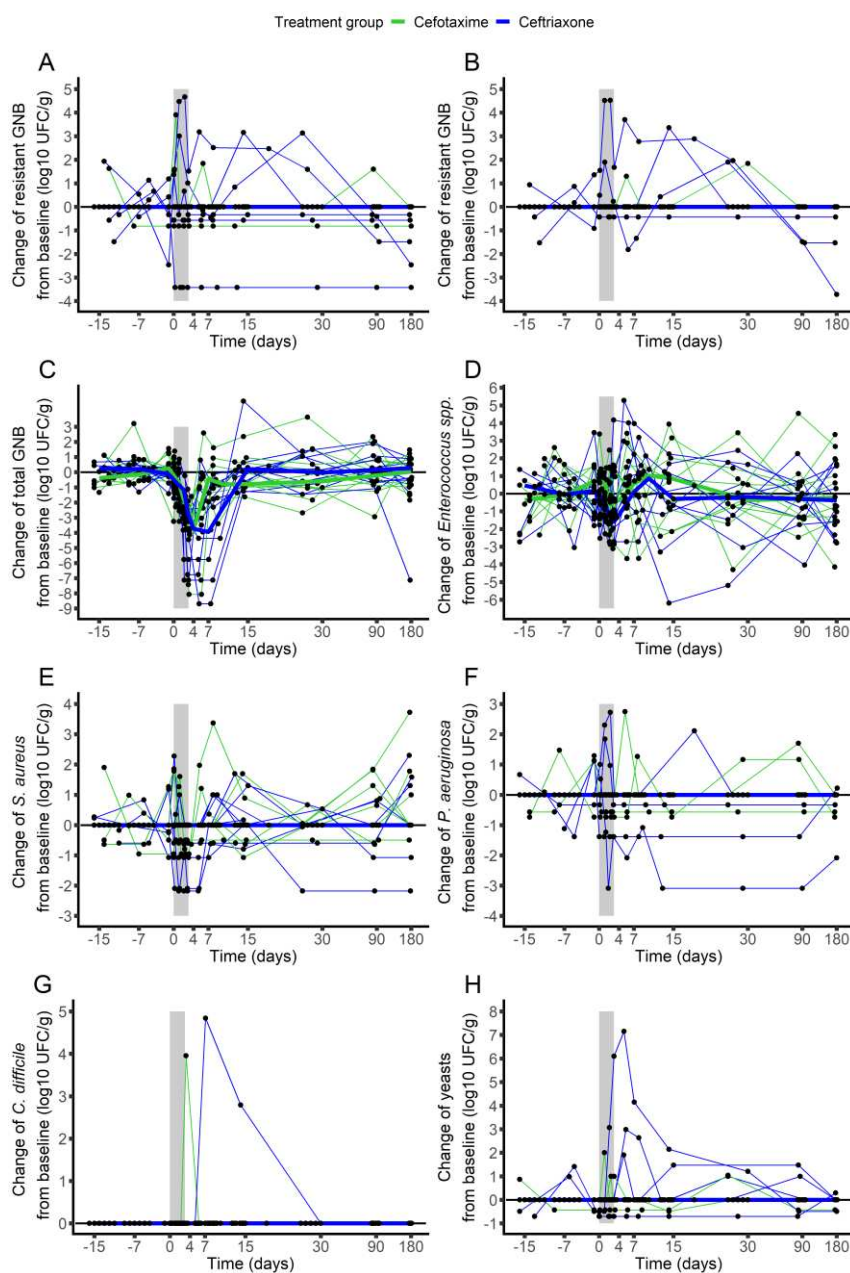 Treatment group Cefotaxime Ceftriaxone
A
Change of resistant GNB
from baseline (log10 UFC/g)
5
4
3
2
1
0
-1
-2
-3
-4
-15 -7 0 4 7 15 30 90 180
Time (days)
B
Change of resistant GNB
from baseline (log10 UFC/g)
5
4
3
2
1
0
-1
-2
-3
-4
-15 -7 0 4 7 15 30 90 180
Time (days)
C
Change of total GNB
from baseline (log10 UFC/g)
3
2
1
0
-1
-2
-3
-4
-5
-6
-7
-8
-9
-15 -7 0 4 7 15 30 90 180
Time (days)
D
Change of Enterococcus spp.
from baseline (log10 UFC/g)
6
5
4
3
2
1
0
-1
-2
-3
-4
-5
-6
-15 -7 0 4 7 15 30 90 180
Time (days)
E
Change of S. aureus
from baseline (log10 UFC/g)
4
3
2
1
0
-1
-2
-3
-15 -7 0 4 7 15 30 90 180
Time (days)
F
Change of P. aeruginosa
from baseline (log10 UFC/g)
3
2
1
0
-1
-2
-3
-4
-15 -7 0 4 7 15 30 90 180
Time (days)
G
Change of C. difficile
from baseline (log10 UFC/g)
5
4
3
2
1
0
-15 -7 0 4 7 15 30 90 180
Time (days)
H
Change of yeasts
from baseline (log10 UFC/g)
8
7
6
5
4
3
2
1
0
-1
-15 -7 0 4 7 15 30 90 180
Time (days)